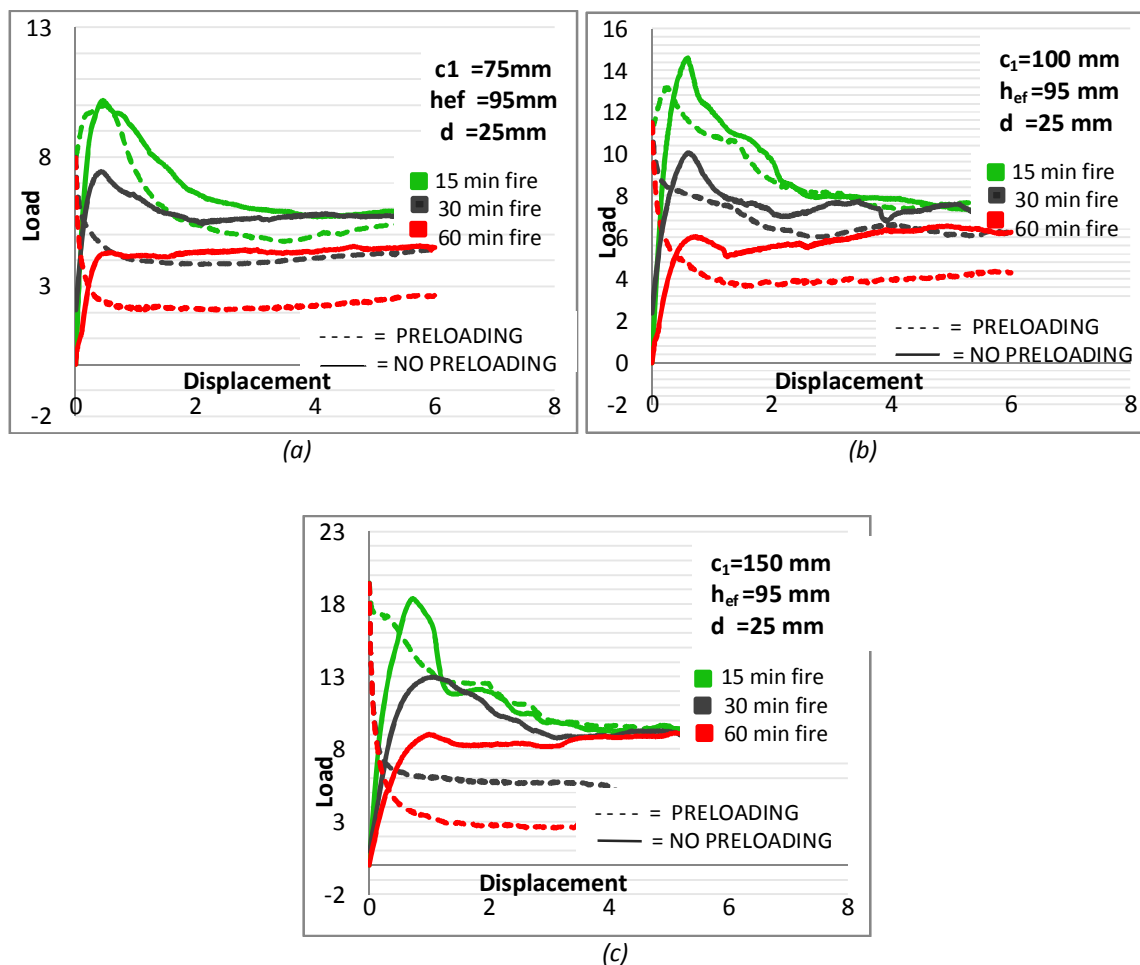 13
8
3
-2
Load
c1 =75mm
hef =95mm
d =25mm
15 min fire
30 min fire
60 min fire
= PRELOADING
= NO PRELOADING
Displacement
0 2 4 6 8
(a)
16
14
12
10
8
6
4
2
0
-2
Load
c1=100 mm
hef =95 mm
d =25 mm
15 min fire
30 min fire
60 min fire
= PRELOADING
= NO PRELOADING
Displacement
0 2 4 6 8
(b)
23
18
13
8
3
-2
Load
c1=150 mm
hef =95 mm
d =25 mm
15 min fire
30 min fire
60 min fire
= PRELOADING
= NO PRELOADING
Displacement
0 2 4 6 8
(c)